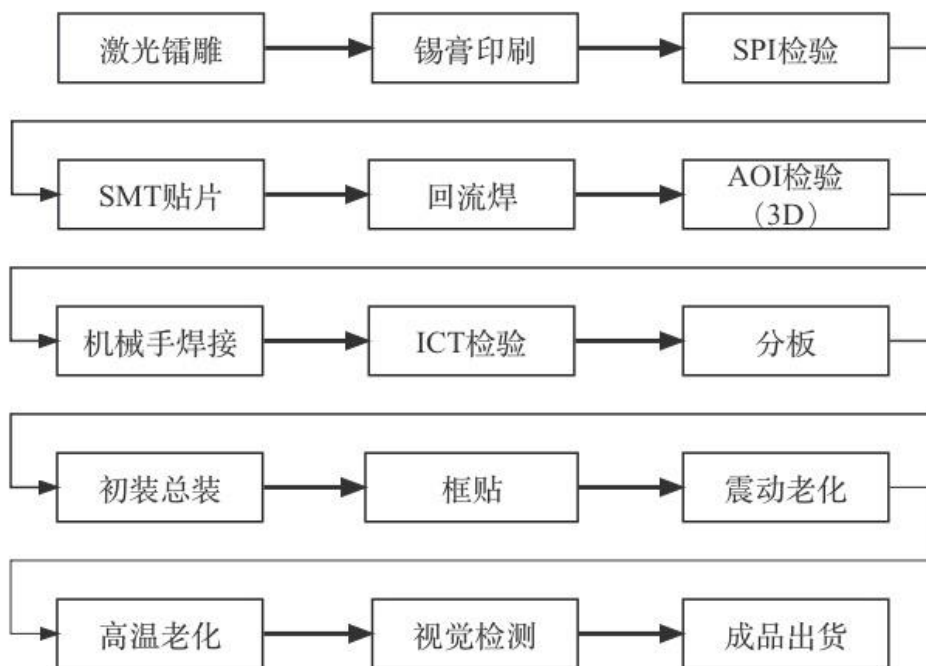 激光镭雕
锡膏印刷
SPI检验
SMT贴片
回流焊
AOI检验
（3D）
机械手焊接
ICT检验
分板
初装总装
框贴
震动老化
高温老化
视觉检测
成品出货